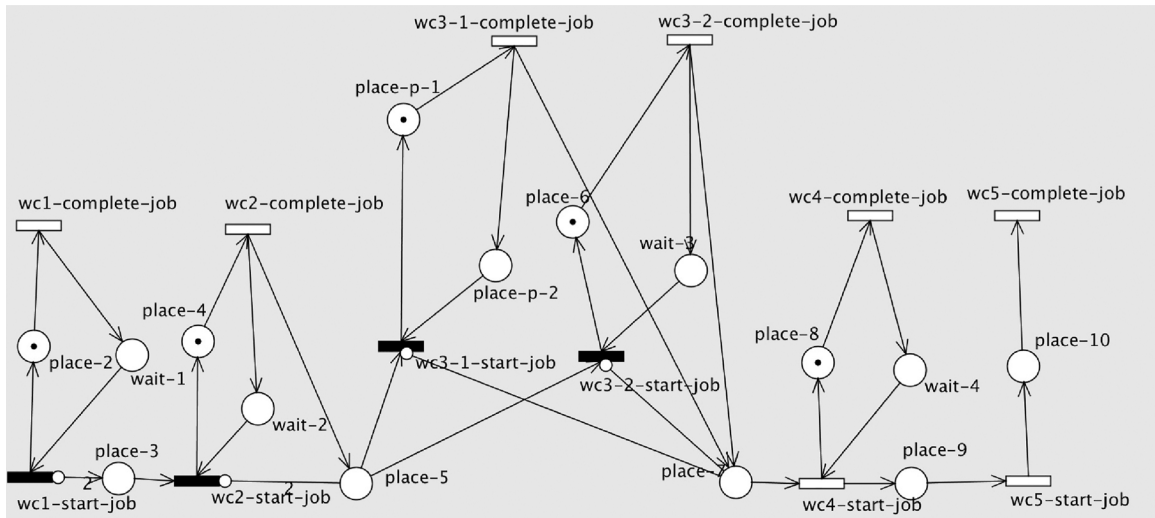 wc3-1-complete-job
wc3-2-complete-job
place-p-1
wc1-complete-job
wc2-complete-job
place-6
wc4-complete-job
wc5-complete-job
wait-3
place-p-2
place-4
place-8
place-10
place-2
wait-1
wc3-1-start-job
wc3-2-start-job
wait-4
wait-2
place-3
place-5
place-
place-9
2
wc1-start-job
wc2-start-job
2
wc4-start-job
wc5-start-job